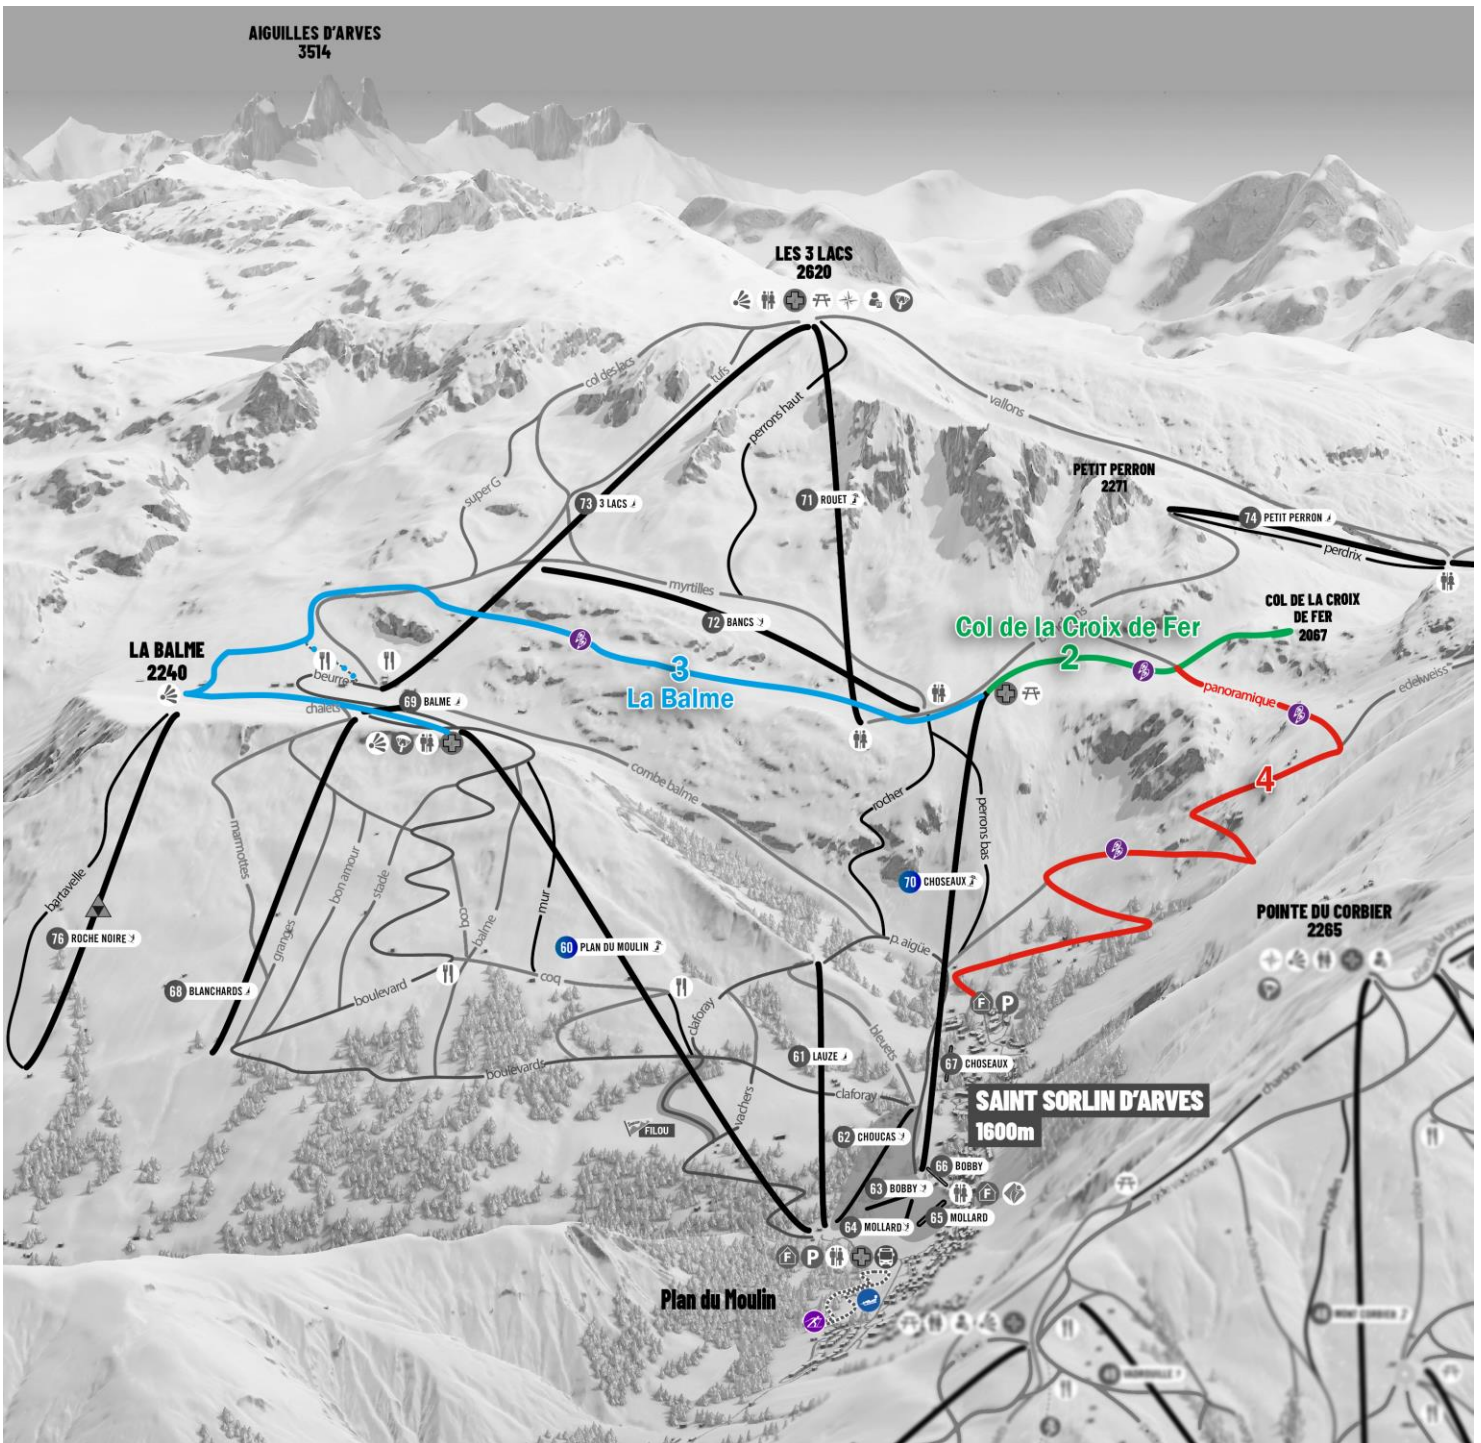 AIGUILLES D'ARVES
3514
LES 3 LACS
2620
col des lacs
tufs
perrons haut
vallons
super G
73 3 LACS
71 ROUET
PETIT PERRON
2271
74 PETIT PERRON
perdrix
myrtilles
72 BANCS
COL DE LA CROIX
DE FER
2067
Col de la Croix de Fer
2
LA BALME
2240
3
La Balme
beurre
69 BALME
chalets
panoramique
edelweiss
4
combe balme
rocher
perrons bas
marmottes
bon amour
stade
granges
coq
balme
mur
bartavelle
70 CHOSEAUX
76 ROCHE NOIRE
60 PLAN DU MOULIN
p. aigüe
POINTE DU CORBIER
2265
68 BLANCHARDS
boulevard
coq
claforay
F P
61 LAUZE
bleuets
67 CHOSEAUX
boulevards
vachers
claforay
chardon
SAINT SORLIN D'ARVES
1600m
FILOU
62 CHOUCAS
66 BOBBY
63 BOBBY
F
65 MOLLARD
64 MOLLARD
F P
Plan du Moulin
jonquilles
MONT CORBIER